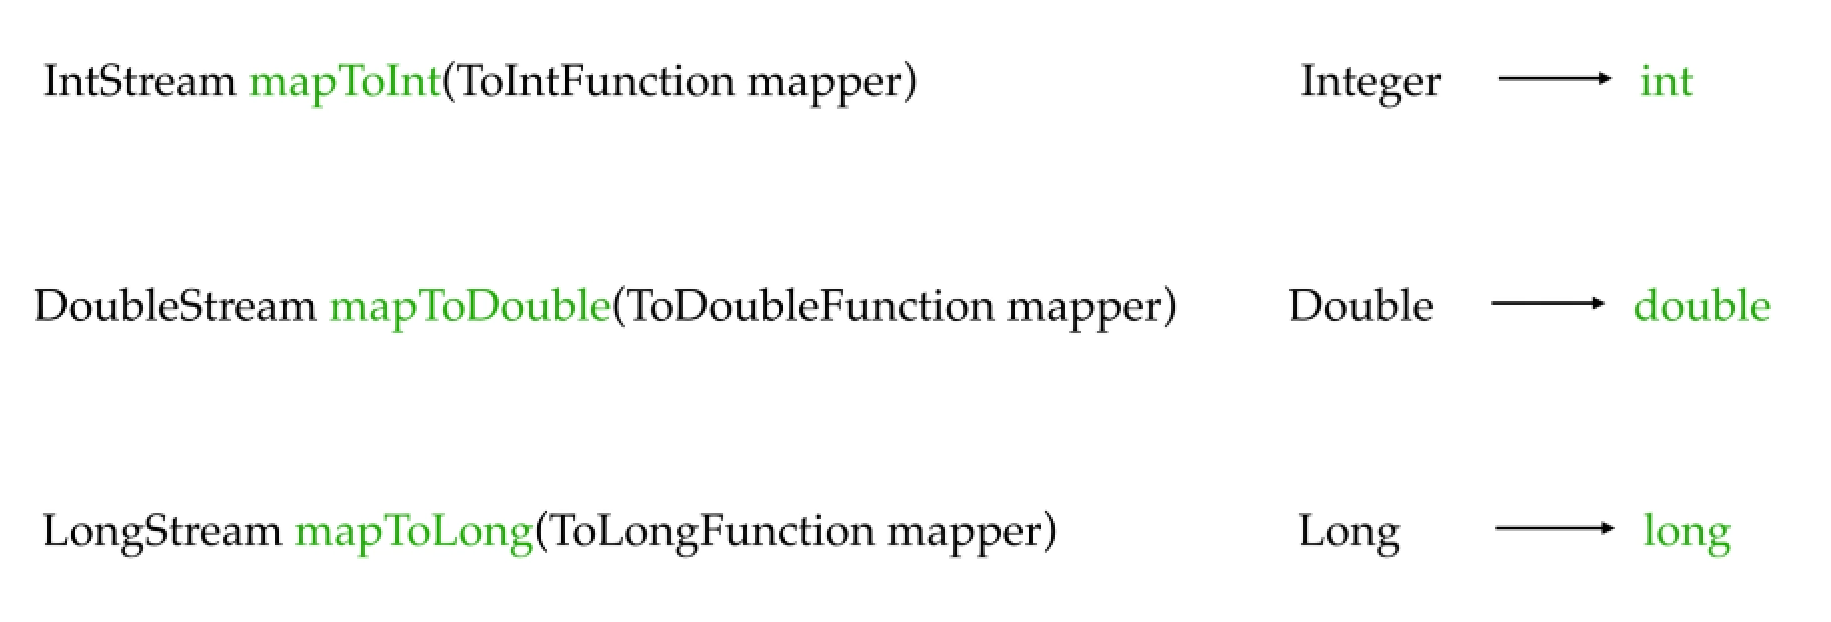 IntStream mapToInt(ToIntFunction mapper) Integer int
DoubleStream mapToDouble(ToDoubleFunction mapper) Double double
LongStream mapToLong(ToLongFunction mapper) Long long